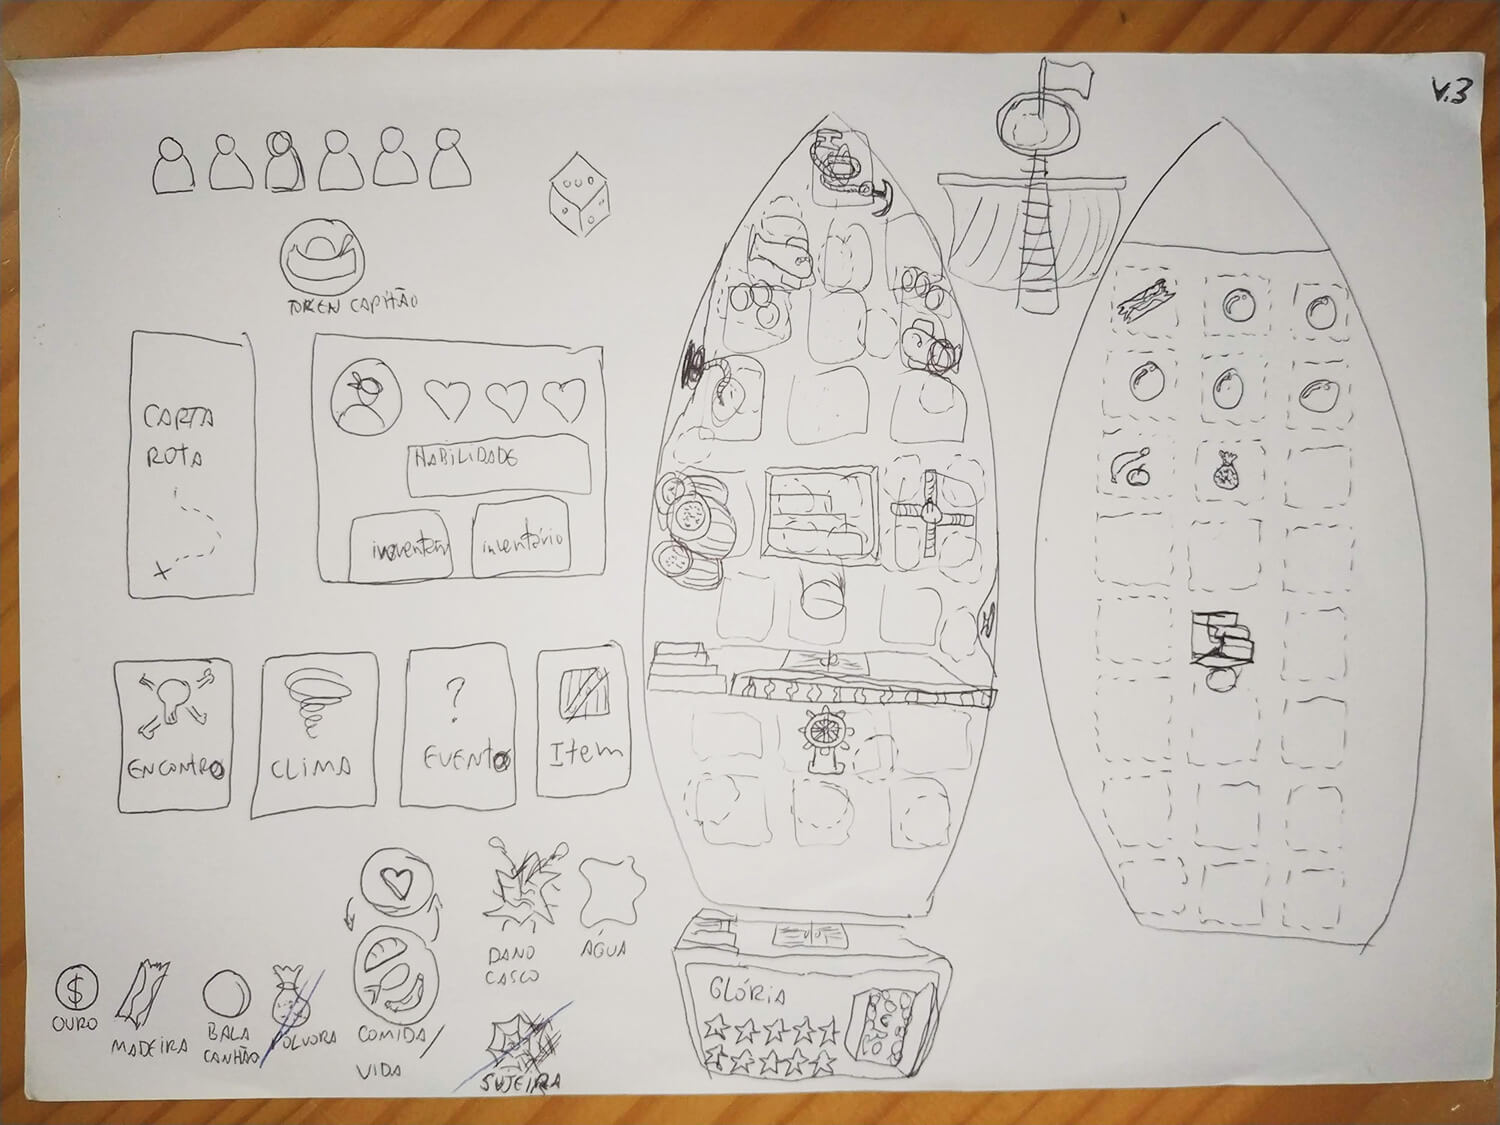 V.3
TOKEN CAPITÃO
CARTA
ROTA
HABILIDADE
inventário
ENCONTRO
CLIMA
?
EVENTO
Item
GLÓRIA
$
OURO
MADEIRA
BALA
CANHÃO
PÓLVORA
COMIDA/
VIDA
DANO
CASCO
ÁGUA
SUJEIRA